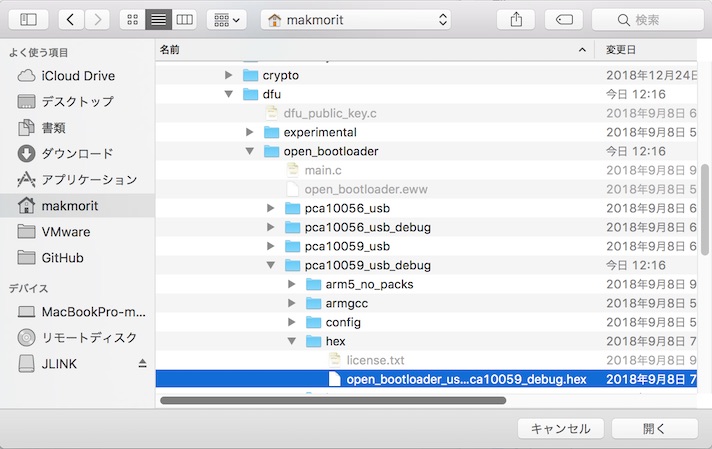 makmorit
検索
よく使う項目
iCloud Drive
デスクトップ
書類
ダウンロード
アプリケーション
makmorit
VMware
GitHub
デバイス
MacBookPro-m...
リモートディスク
JLINK
名前 変更日
crypto 2018年12月24日
dfu 今日 12:16
dfu_public_key.c 2018年9月8日 6
experimental 2018年9月8日 5
open_bootloader 今日 12:16
main.c 2018年9月8日 9
open_bootloader.eww 2018年9月8日 5
pca10056_usb 2018年9月8日 6
pca10056_usb_debug 2018年9月8日 6
pca10059_usb 2018年9月8日 6
pca10059_usb_debug 今日 12:16
arm5_no_packs 2018年9月8日 9
armgcc 2018年9月8日 5
config 2018年9月8日 5
hex 2018年9月8日 7
license.txt 2018年9月8日 9
open_bootloader_us...ca10059_debug.hex 2018年9月8日 7
キャンセル 開く